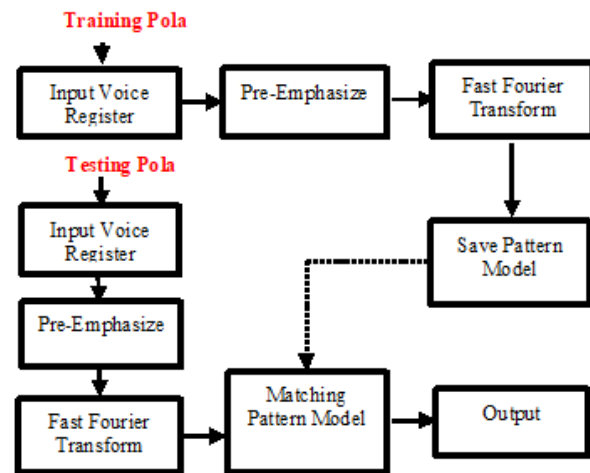 Training Pola
Input Voice
Register
Pre-Emphasize
Fast Fourier
Transform
Testing Pola
Input Voice
Register
Save Pattern
Model
Pre-Emphasize
Fast Fourier
Transform
Matching
Pattern Model
Output